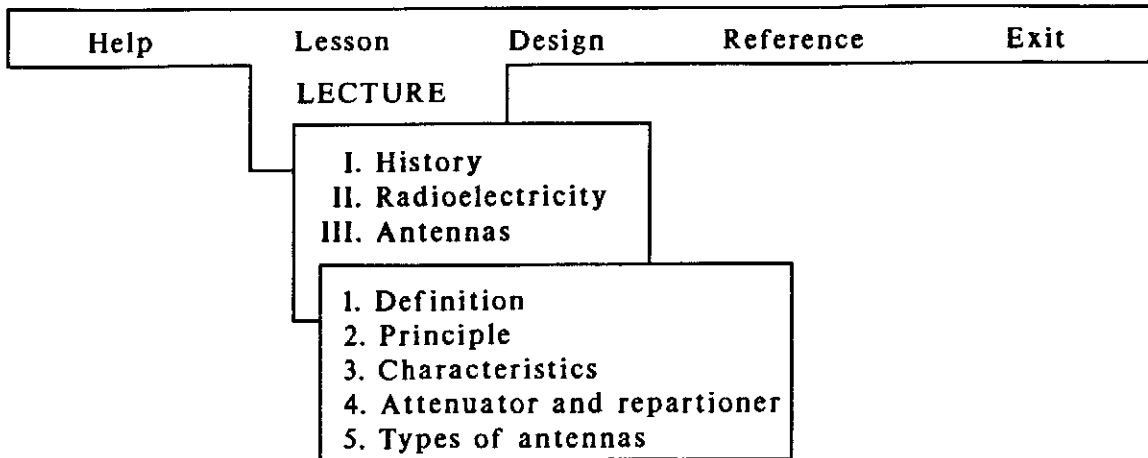 Help Lesson Design Reference Exit
LECTURE
I. History
II. Radioelectricity
III. Antennas
1. Definition
2. Principle
3. Characteristics
4. Attenuator and repartioner
5. Types of antennas